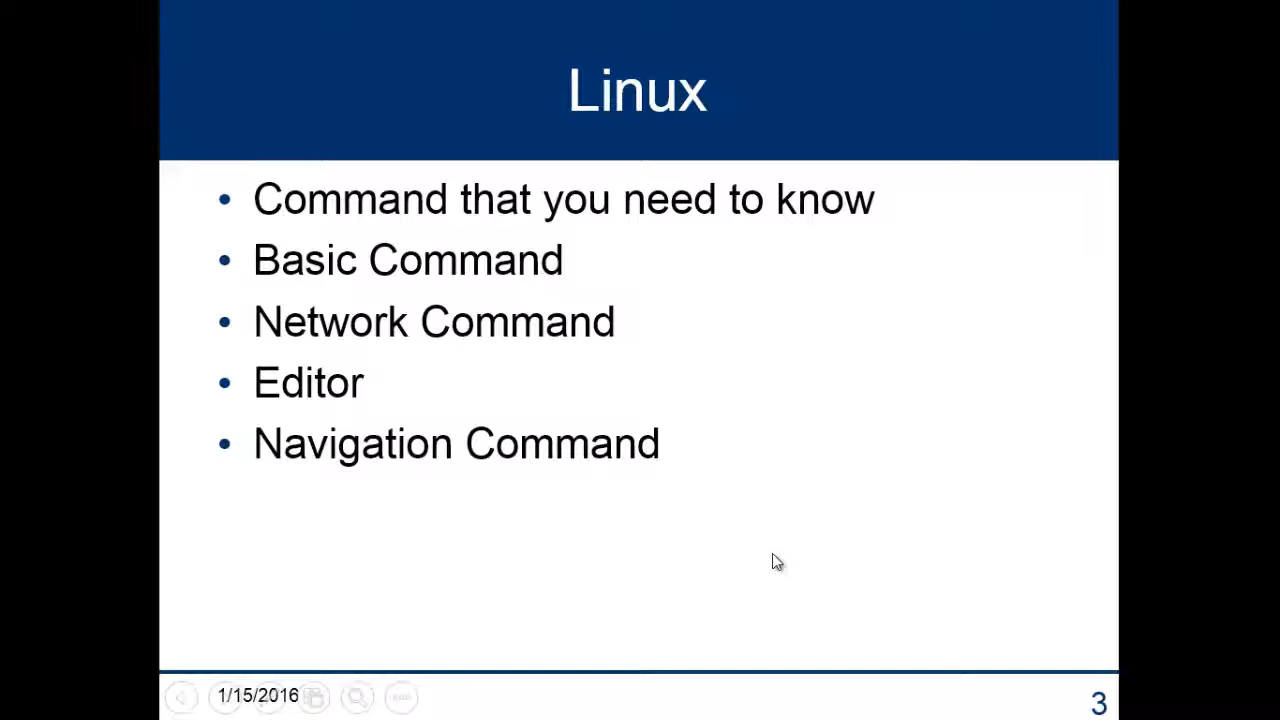 Linux
• Command that you need to know
• Basic Command
• Network Command
• Editor
• Navigation Command
1/15/2016
3